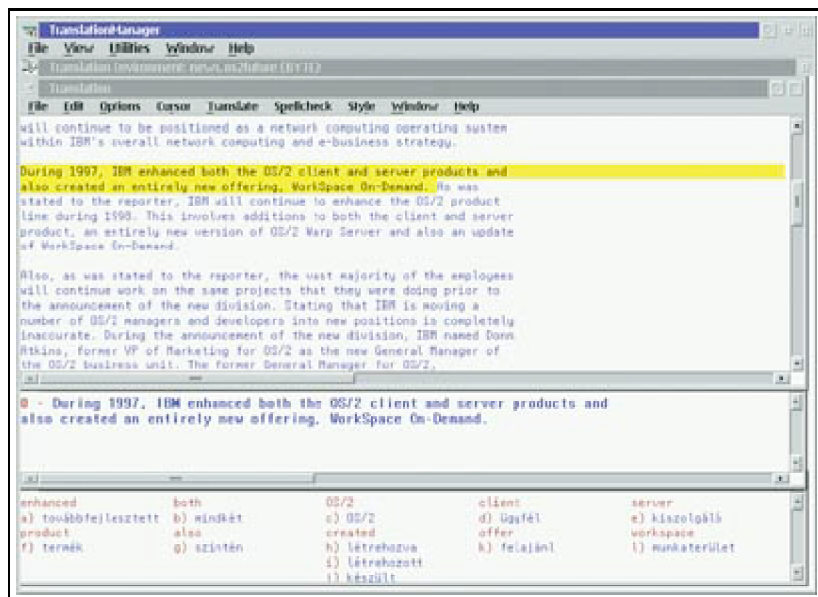 TranslationManager
File View Utilities Window Help
Translation Environment: news.os2future (BYTE)
Translation
File Edit Options Cursor Translate Spellcheck Style Window Help
will continue to be positioned as a network computing operating system
within IBM's overall network computing and e-business strategy.
During 1997, IBM enhanced both the OS/2 client and server products and
also created an entirely new offering, WorkSpace On-Demand. As was
stated to the reporter, IBM will continue to enhance the OS/2 product
line during 1998. This involves additions to both the client and server
product, an entirely new version of OS/2 Warp Server and also an update
of WorkSpace On-Demand.
Also, as was stated to the reporter, the vast majority of the employees
will continue work on the same projects that they were doing prior to
the announcement of the new division. Stating that IBM is moving a
number of OS/2 managers and developers into new positions is completely
inaccurate. During the announcement of the new division, IBM named Donn
Atkins, former VP of Marketing for OS/2 as the new General Manager of
the OS/2 business unit. The former General Manager for OS/2,
0 - During 1997, IBM enhanced both the OS/2 client and server products and
also created an entirely new offering, WorkSpace On-Demand.
enhanced both OS/2 client server
a) továbbfejlesztett b) mindkét c) OS/2 d) ügyfél e) kiszolgáló
product also created offer workspace
f) termék g) szintén h) létrehozva k) felajánl l) munkaterület
i) létrehozott
j) készült